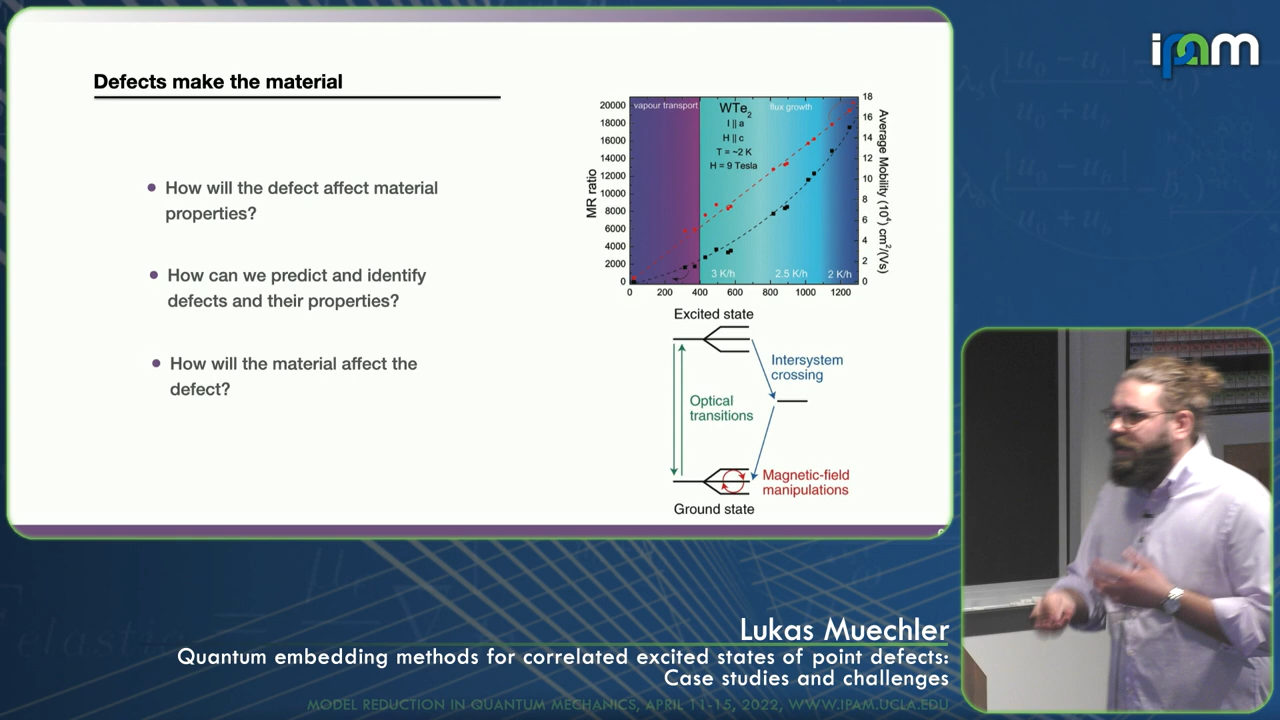 ipam
Defects make the material
How will the defect affect material
properties?
How can we predict and identify
defects and their properties?
How will the material affect the
defect?
vapour transport
WTe2
flux growth
I || a
H || c
T = ~2 K
H = 9 Tesla
3 K/h
2.5 K/h
2 K/h
MR ratio
20000
18000
16000
14000
12000
10000
8000
6000
4000
2000
0
18
16
14
12
10
8
6
4
2
0
Average Mobility (10⁴) cm²/(Vs)
0 200 400 600 800 1000 1200
Excited state
Intersystem
crossing
Optical
transitions
Magnetic-field
manipulations
Ground state
Lukas Muechler
Quantum embedding methods for correlated excited states of point defects:
Case studies and challenges
MODEL REDUCTION IN QUANTUM MECHANICS, APRIL 11-15, 2022, WWW.IPAM.UCLA.EDU